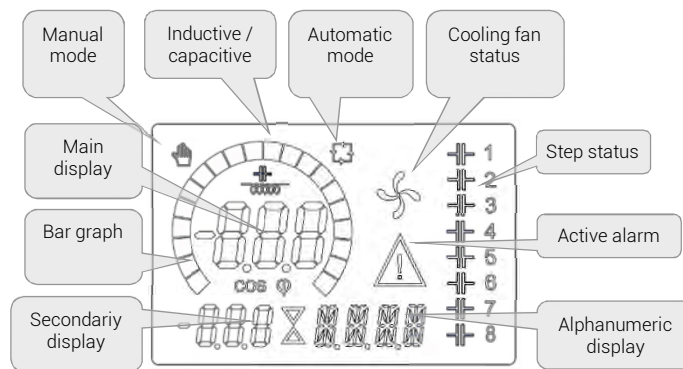 Manual
mode
Inductive /
capacitive
Automatic
mode
Cooling fan
status
Main
display
Bar graph
Secondariy
display
cos φ
1
2
3
4
5
6
7
8
Step status
Active alarm
Alphanumeric
display